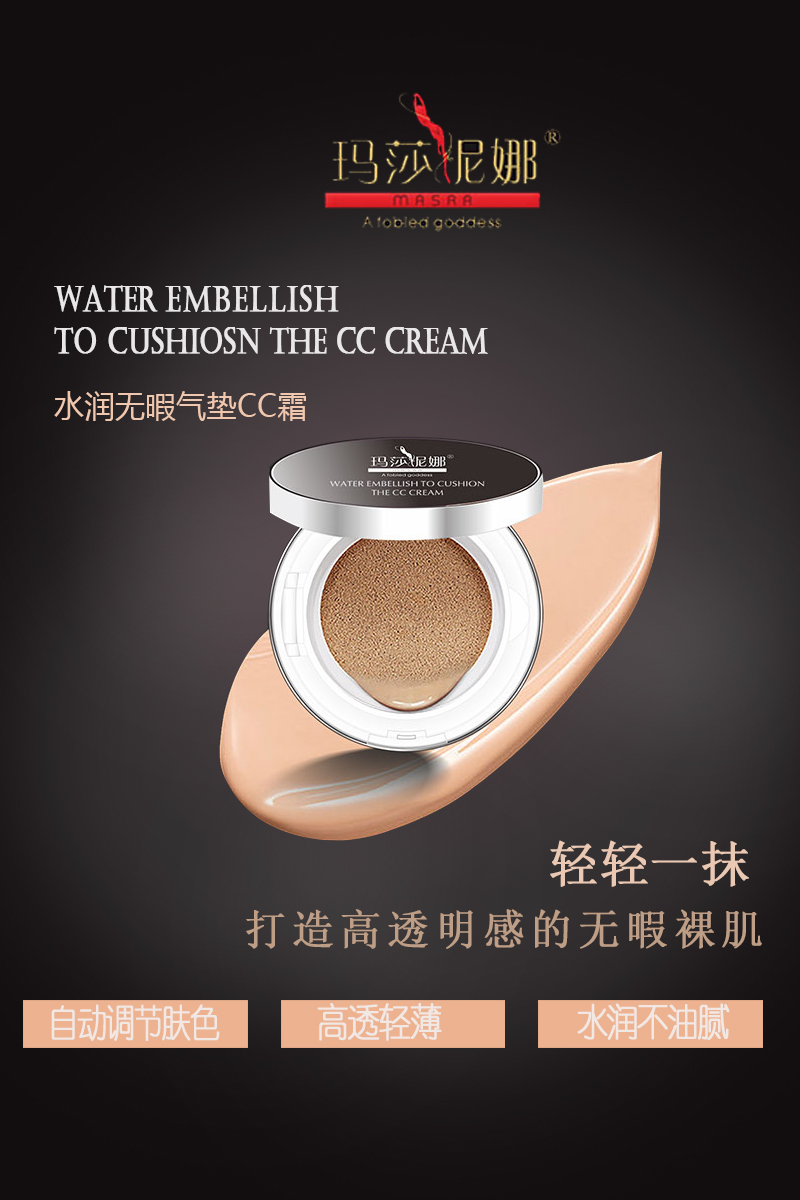 玛莎妮娜®
MASRA
A fabled goddess
WATER EMBELLISH
TO CUSHIOSN THE CC CREAM
水润无暇气垫CC霜
玛莎妮娜®
A fabled goddess
WATER EMBELLISH TO CUSHION
THE CC CREAM
轻轻一抹
打造高透明感的无暇裸肌
自动调节肤色
高透轻薄
水润不油腻